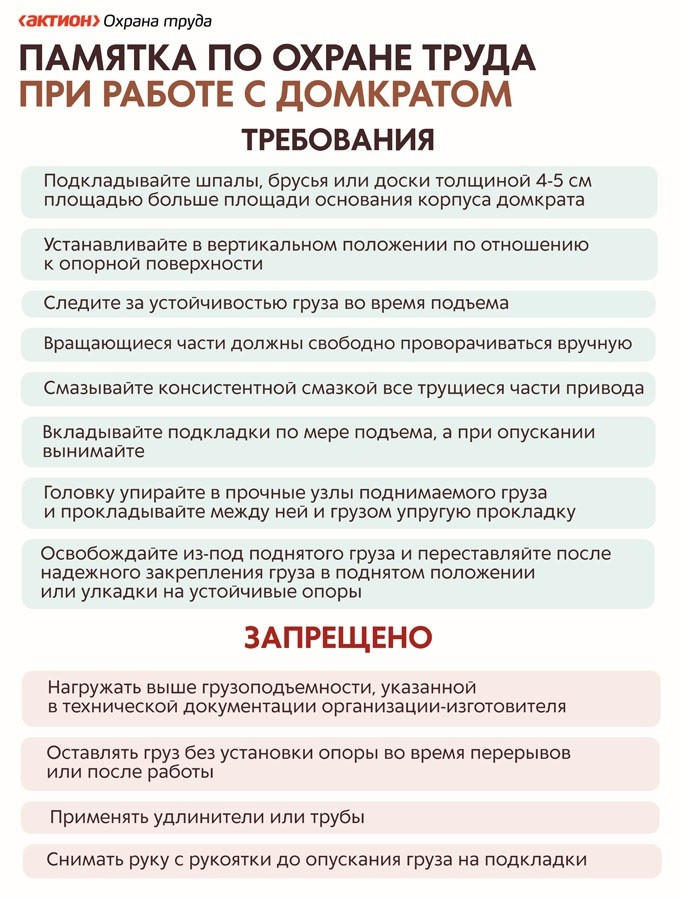 ‹актион› Охрана труда
ПАМЯТКА ПО ОХРАНЕ ТРУДА
ПРИ РАБОТЕ С ДОМКРАТОМ
ТРЕБОВАНИЯ
Подкладывайте шпалы, брусья или доски толщиной 4-5 см
площадью больше площади основания корпуса домкрата
Устанавливайте в вертикальном положении по отношению
к опорной поверхности
Следите за устойчивостью груза во время подъема
Вращающиеся части должны свободно проворачиваться вручную
Смазывайте консистентной смазкой все трущиеся части привода
Вкладывайте подкладки по мере подъема, а при опускании
вынимайте
Головку упирайте в прочные узлы поднимаемого груза
и прокладывайте между ней и грузом упругую прокладку
Освобождайте из-под поднятого груза и переставляйте после
надежного закрепления груза в поднятом положении
или улкадки на устойчивые опоры
ЗАПРЕЩЕНО
Нагружать выше грузоподъемности, указанной
в технической документации организации-изготовителя
Оставлять груз без установки опоры во время перерывов
или после работы
Применять удлинители или трубы
Снимать руку с рукоятки до опускания груза на подкладки